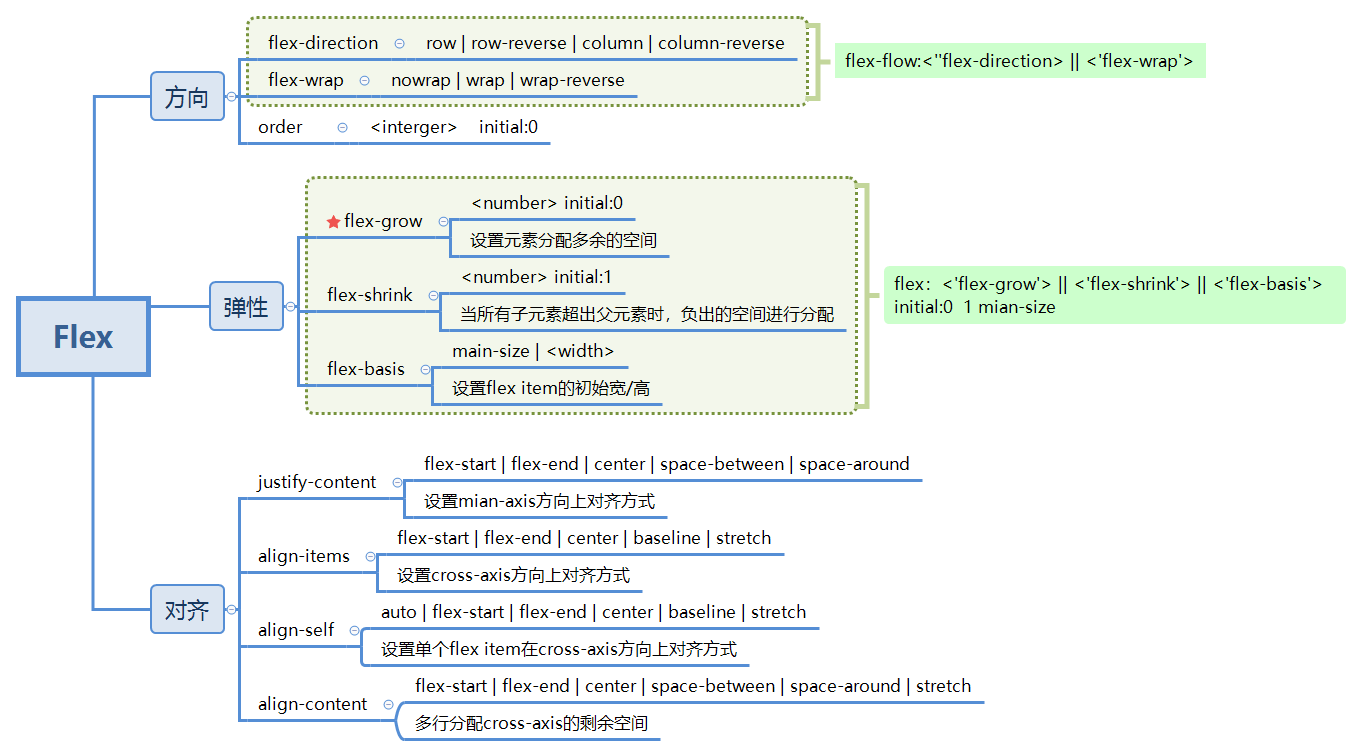 Flex
方向
flex-direction
row | row-reverse | column | column-reverse
flex-wrap
nowrap | wrap | wrap-reverse
flex-flow:<''flex-direction> || <'flex-wrap'>
order
<interger> initial:0
弹性
flex-grow
<number> initial:0
设置元素分配多余的空间
flex-shrink
<number> initial:1
当所有子元素超出父元素时，负出的空间进行分配
flex-basis
main-size | <width>
设置flex item的初始宽/高
flex：<'flex-grow'> || <'flex-shrink'> || <'flex-basis'>
initial:0 1 mian-size
对齐
justify-content
flex-start | flex-end | center | space-between | space-around
设置mian-axis方向上对齐方式
align-items
flex-start | flex-end | center | baseline | stretch
设置cross-axis方向上对齐方式
align-self
auto | flex-start | flex-end | center | baseline | stretch
设置单个flex item在cross-axis方向上对齐方式
align-content
flex-start | flex-end | center | space-between | space-around | stretch
多行分配cross-axis的剩余空间